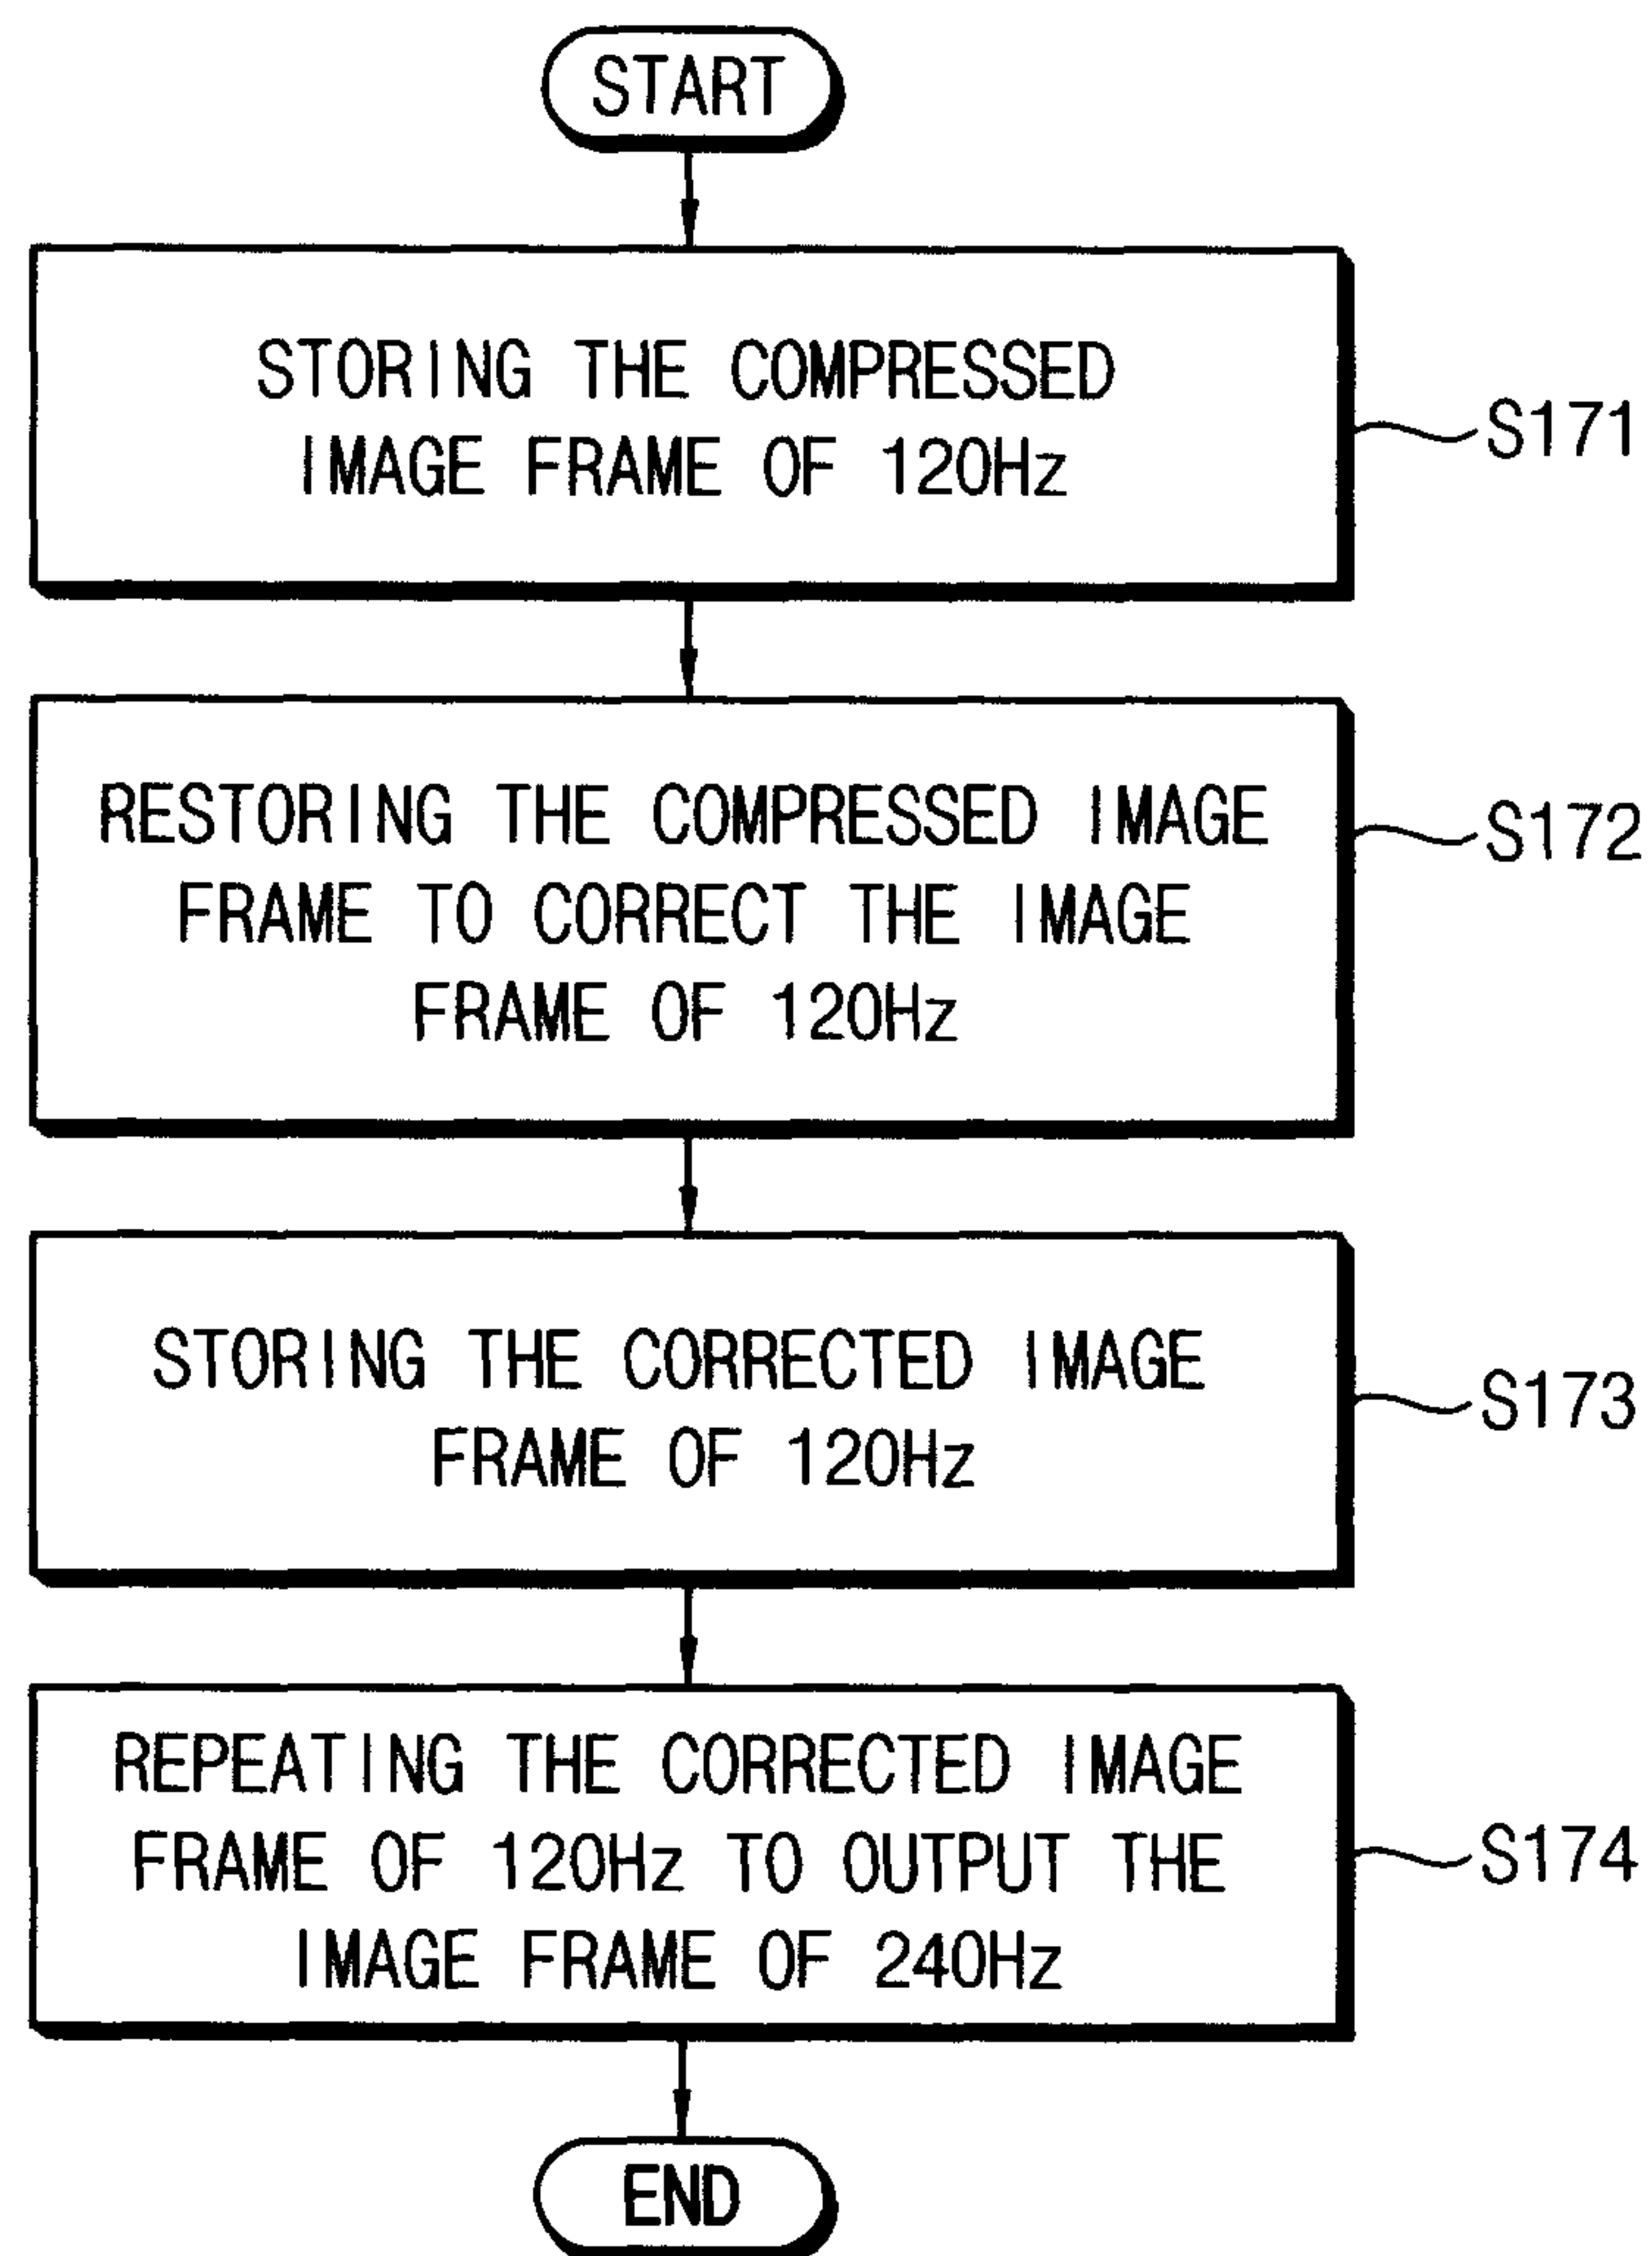 START
STORING THE COMPRESSED
IMAGE FRAME OF 120Hz
S171
RESTORING THE COMPRESSED IMAGE
FRAME TO CORRECT THE IMAGE
FRAME OF 120Hz
S172
STORING THE CORRECTED IMAGE
FRAME OF 120Hz
S173
REPEATING THE CORRECTED IMAGE
FRAME OF 120Hz TO OUTPUT THE
IMAGE FRAME OF 240Hz
S174
END